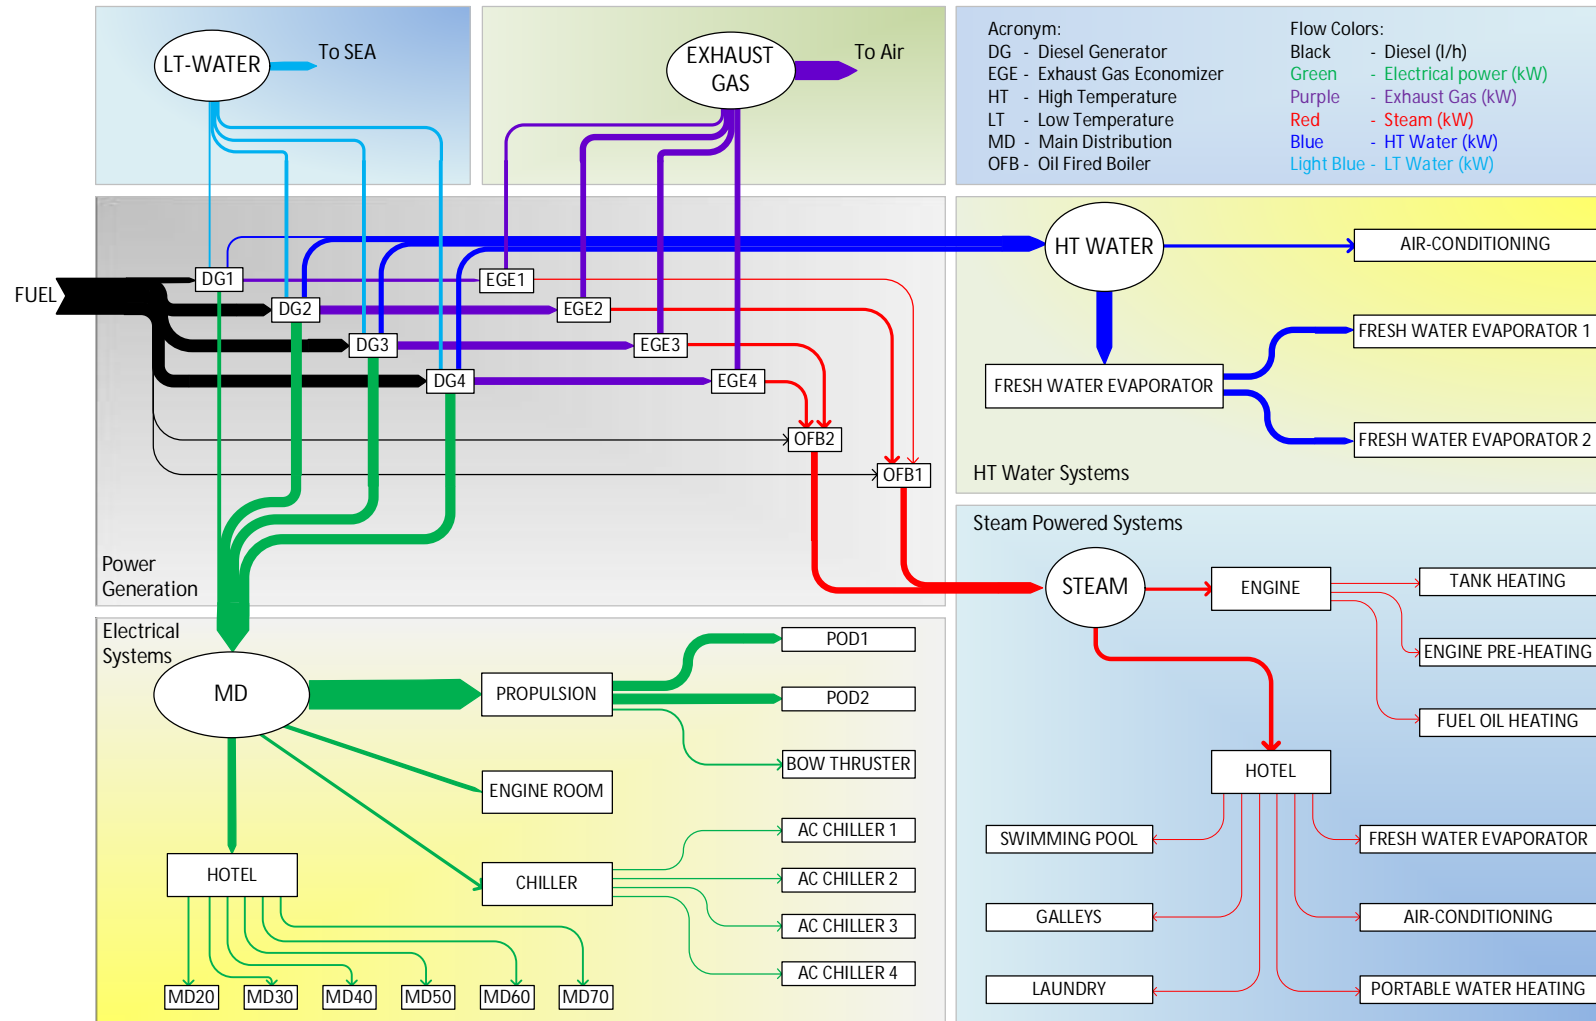 LT-WATER
To SEA
EXHAUST
GAS
To Air
Acronym:
DG - Diesel Generator
EGE - Exhaust Gas Economizer
HT - High Temperature
LT - Low Temperature
MD - Main Distribution
OFB - Oil Fired Boiler
Flow Colors:
Black - Diesel (l/h)
Green - Electrical power (kW)
Purple - Exhaust Gas (kW)
Red - Steam (kW)
Blue - HT Water (kW)
Light Blue - LT Water (kW)
FUEL
DG1
DG2
DG3
DG4
EGE1
EGE2
EGE3
EGE4
OFB2
OFB1
Power
Generation
HT WATER
AIR-CONDITIONING
FRESH WATER EVAPORATOR 1
FRESH WATER EVAPORATOR
FRESH WATER EVAPORATOR 2
HT Water Systems
Electrical
Systems
MD
PROPULSION
POD1
POD2
BOW THRUSTER
ENGINE ROOM
HOTEL
CHILLER
AC CHILLER 1
AC CHILLER 2
AC CHILLER 3
AC CHILLER 4
MD20
MD30
MD40
MD50
MD60
MD70
Steam Powered Systems
STEAM
ENGINE
TANK HEATING
ENGINE PRE-HEATING
FUEL OIL HEATING
HOTEL
SWIMMING POOL
FRESH WATER EVAPORATOR
GALLEYS
AIR-CONDITIONING
LAUNDRY
PORTABLE WATER HEATING